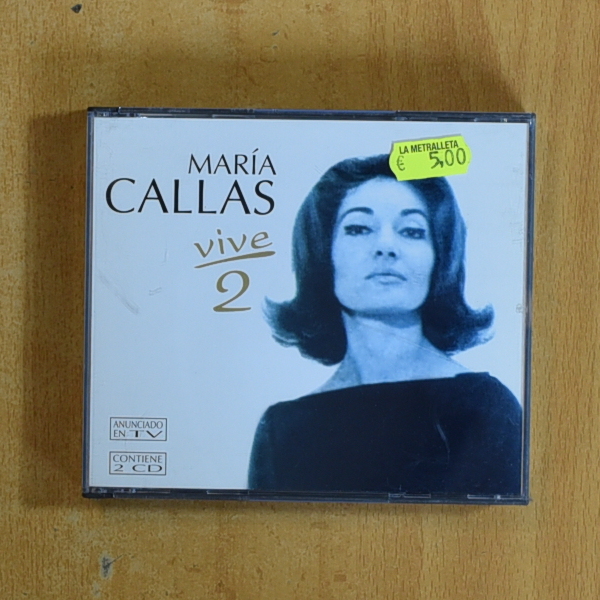 MARÍA
CALLAS
vive
2
LA METRALLETA
€ 5,00
ANUNCIADO
EN TV
CONTIENE
2 CD